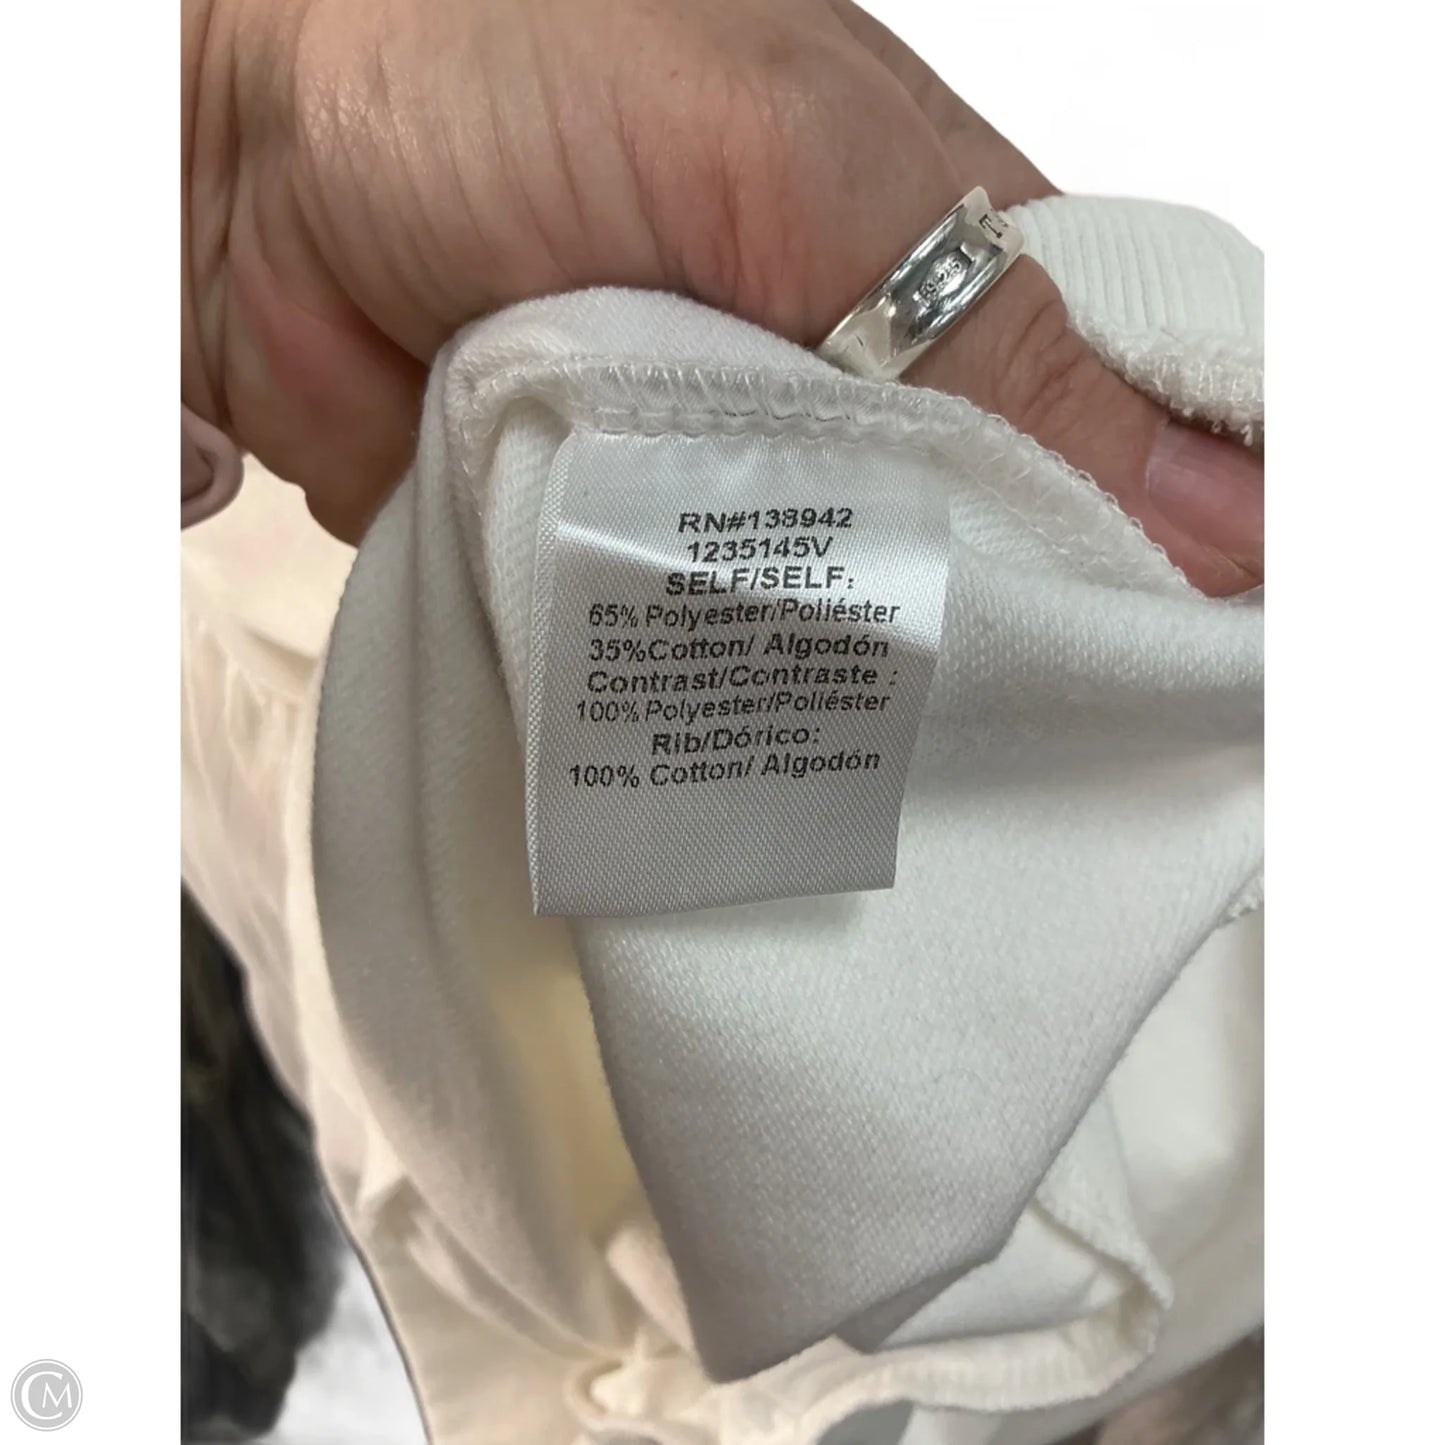 RN#138942
1235145V
SELF/SELF:
65% Polyester/Poliéster
35%Cotton/ Algodón
Contrast/Contraste :
100% Polyester/Poliéster
Rib/Dórico:
100% Cotton/ Algodón
CM